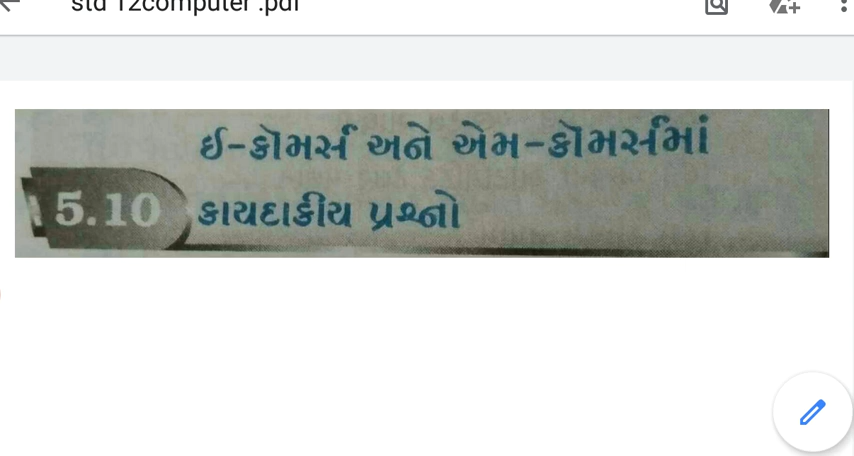 std 12computer .pdf
ઈ-કૉમર્સ અને એમ-કૉમર્સમાં
5.10 કાયદાકીય પ્રશ્નો